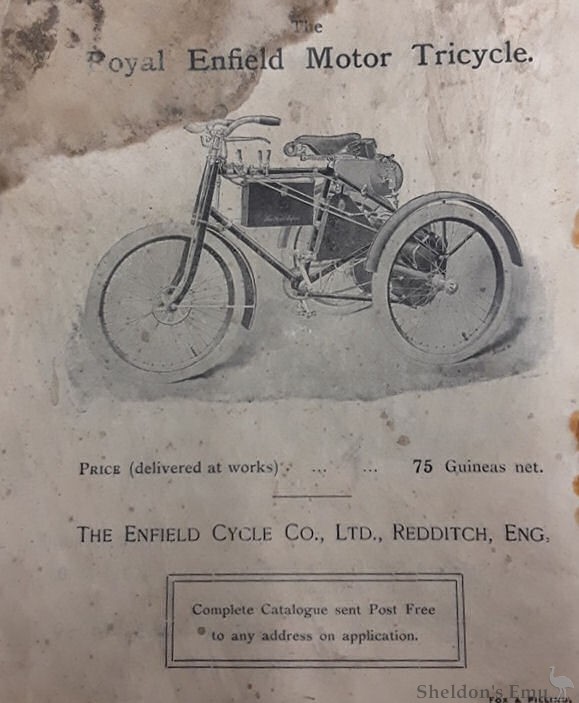 The
Royal Enfield Motor Tricycle.
PRICE (delivered at works) ... ... 75 Guineas net.
THE ENFIELD CYCLE CO., LTD., REDDITCH, ENG.
Complete Catalogue sent Post Free
to any address on application.
Sheldon's Emu